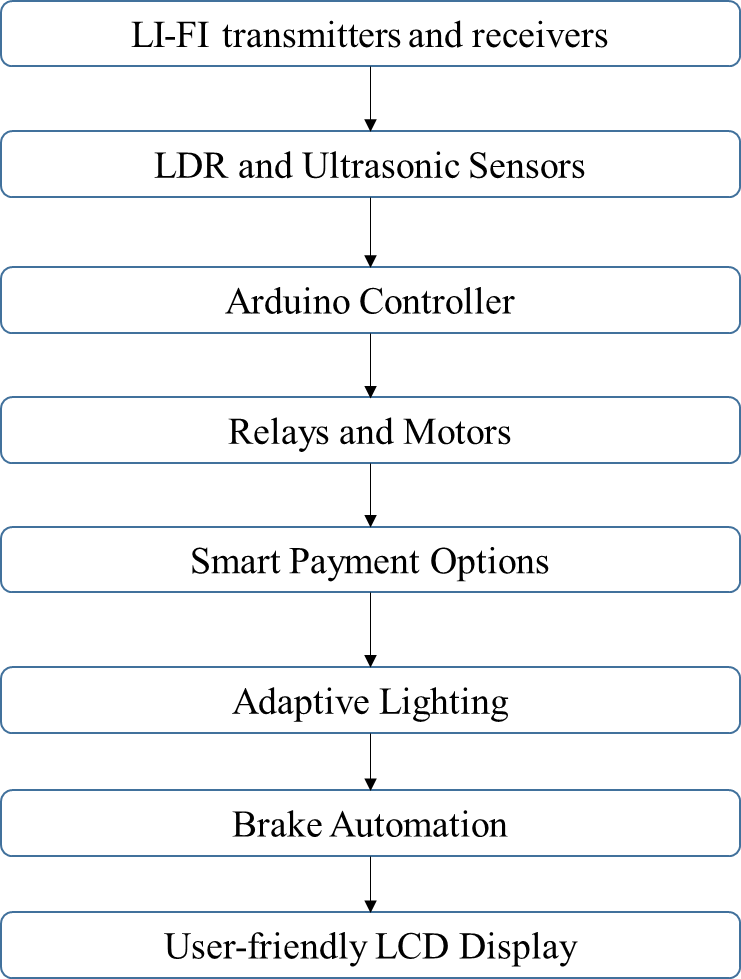 LI-FI transmitters and receivers
LDR and Ultrasonic Sensors
Arduino Controller
Relays and Motors
Smart Payment Options
Adaptive Lighting
Brake Automation
User-friendly LCD Display